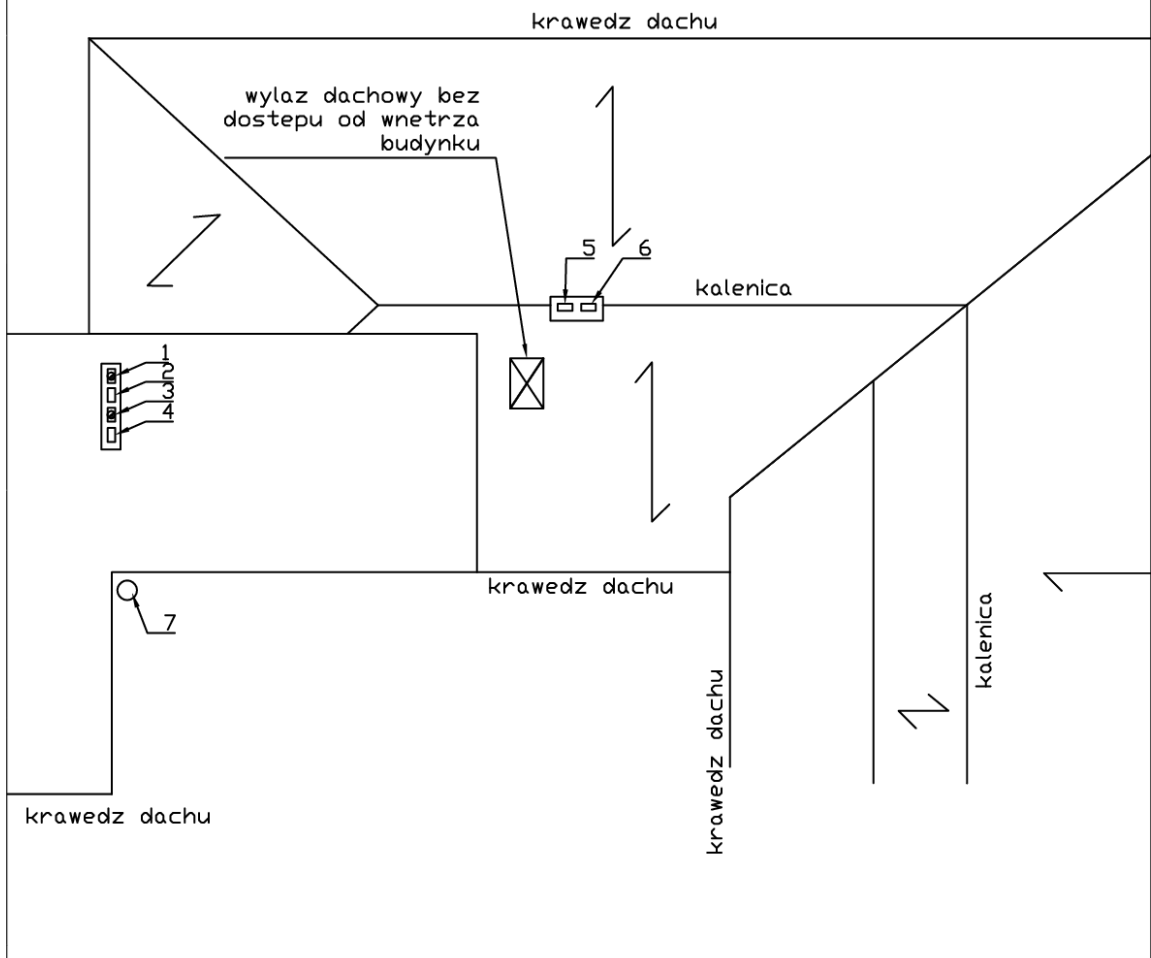 krawedz dachu
wylaz dachowy bez
dostepu od wnetrza
budynku
5
6
kalenica
1
2
3
4
krawedz dachu
7
kalenica
krawedz dachu
krawedz dachu